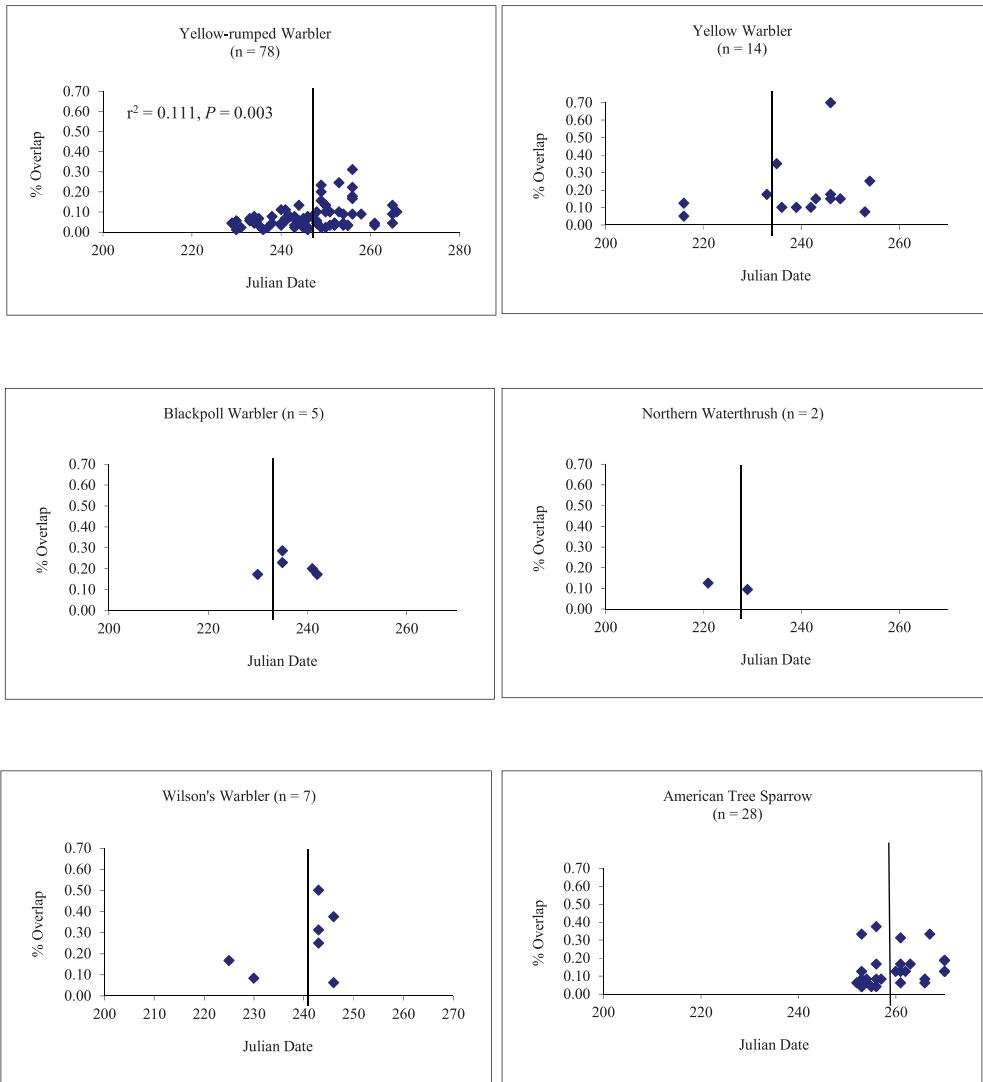 Yellow-rumped Warbler
(n = 78)
r² = 0.111, P = 0.003
% Overlap
0.70
0.60
0.50
0.40
0.30
0.20
0.10
0.00
200 220 240 260 280
Julian Date
Yellow Warbler
(n = 14)
% Overlap
0.70
0.60
0.50
0.40
0.30
0.20
0.10
0.00
200 220 240 260
Julian Date
Blackpoll Warbler (n = 5)
% Overlap
0.70
0.60
0.50
0.40
0.30
0.20
0.10
0.00
200 220 240 260
Julian Date
Northern Waterthrush (n = 2)
% Overlap
0.70
0.60
0.50
0.40
0.30
0.20
0.10
0.00
200 220 240 260
Julian Date
Wilson's Warbler (n = 7)
% Overlap
0.70
0.60
0.50
0.40
0.30
0.20
0.10
0.00
200 210 220 230 240 250 260 270
Julian Date
American Tree Sparrow
(n = 28)
% Overlap
0.70
0.60
0.50
0.40
0.30
0.20
0.10
0.00
200 220 240 260
Julian Date